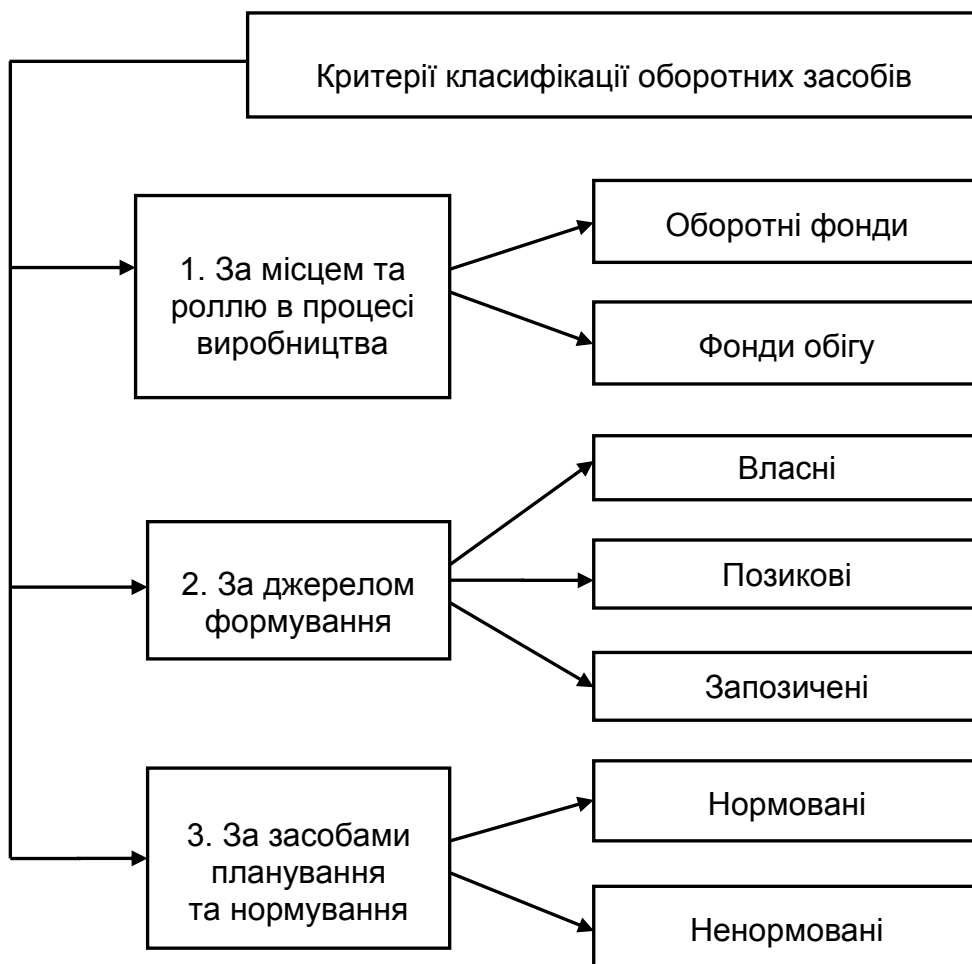 Критерії класифікації оборотних засобів
1. За місцем та
роллю в процесі
виробництва
Оборотні фонди
Фонди обігу
2. За джерелом
формування
Власні
Позикові
Запозичені
3. За засобами
планування
та нормування
Нормовані
Ненормовані